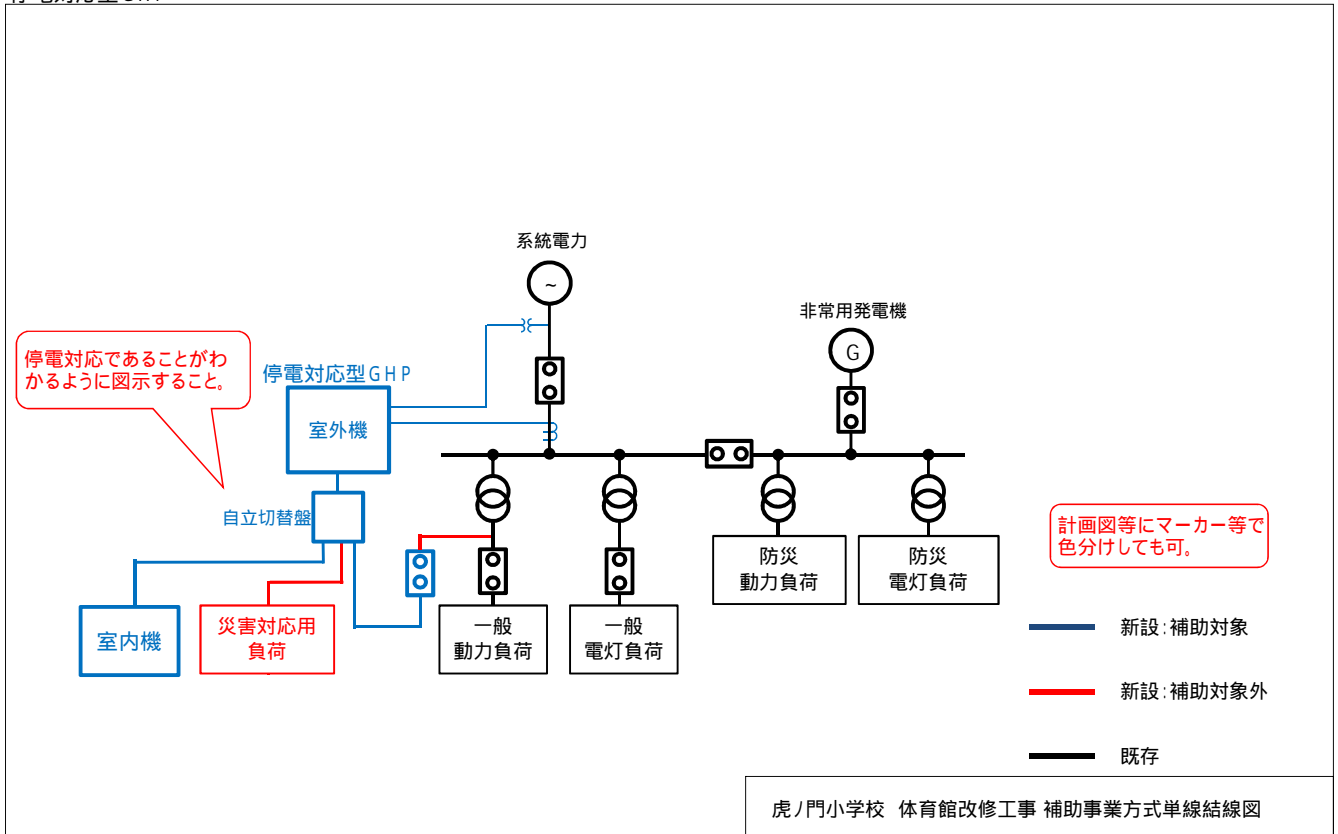 系統電力
~
非常用発電機
G
停電対応であることがわ
かるように図示すること。
停電対応型GHP
室外機
自立切替盤
計画図等にマーカー等で
色分けしても可。
防災
動力負荷
防災
電灯負荷
室内機
災害対応用
負荷
一般
動力負荷
一般
電灯負荷
新設:補助対象
新設:補助対象外
既存
虎ノ門小学校 体育館改修工事 補助事業方式単線結線図